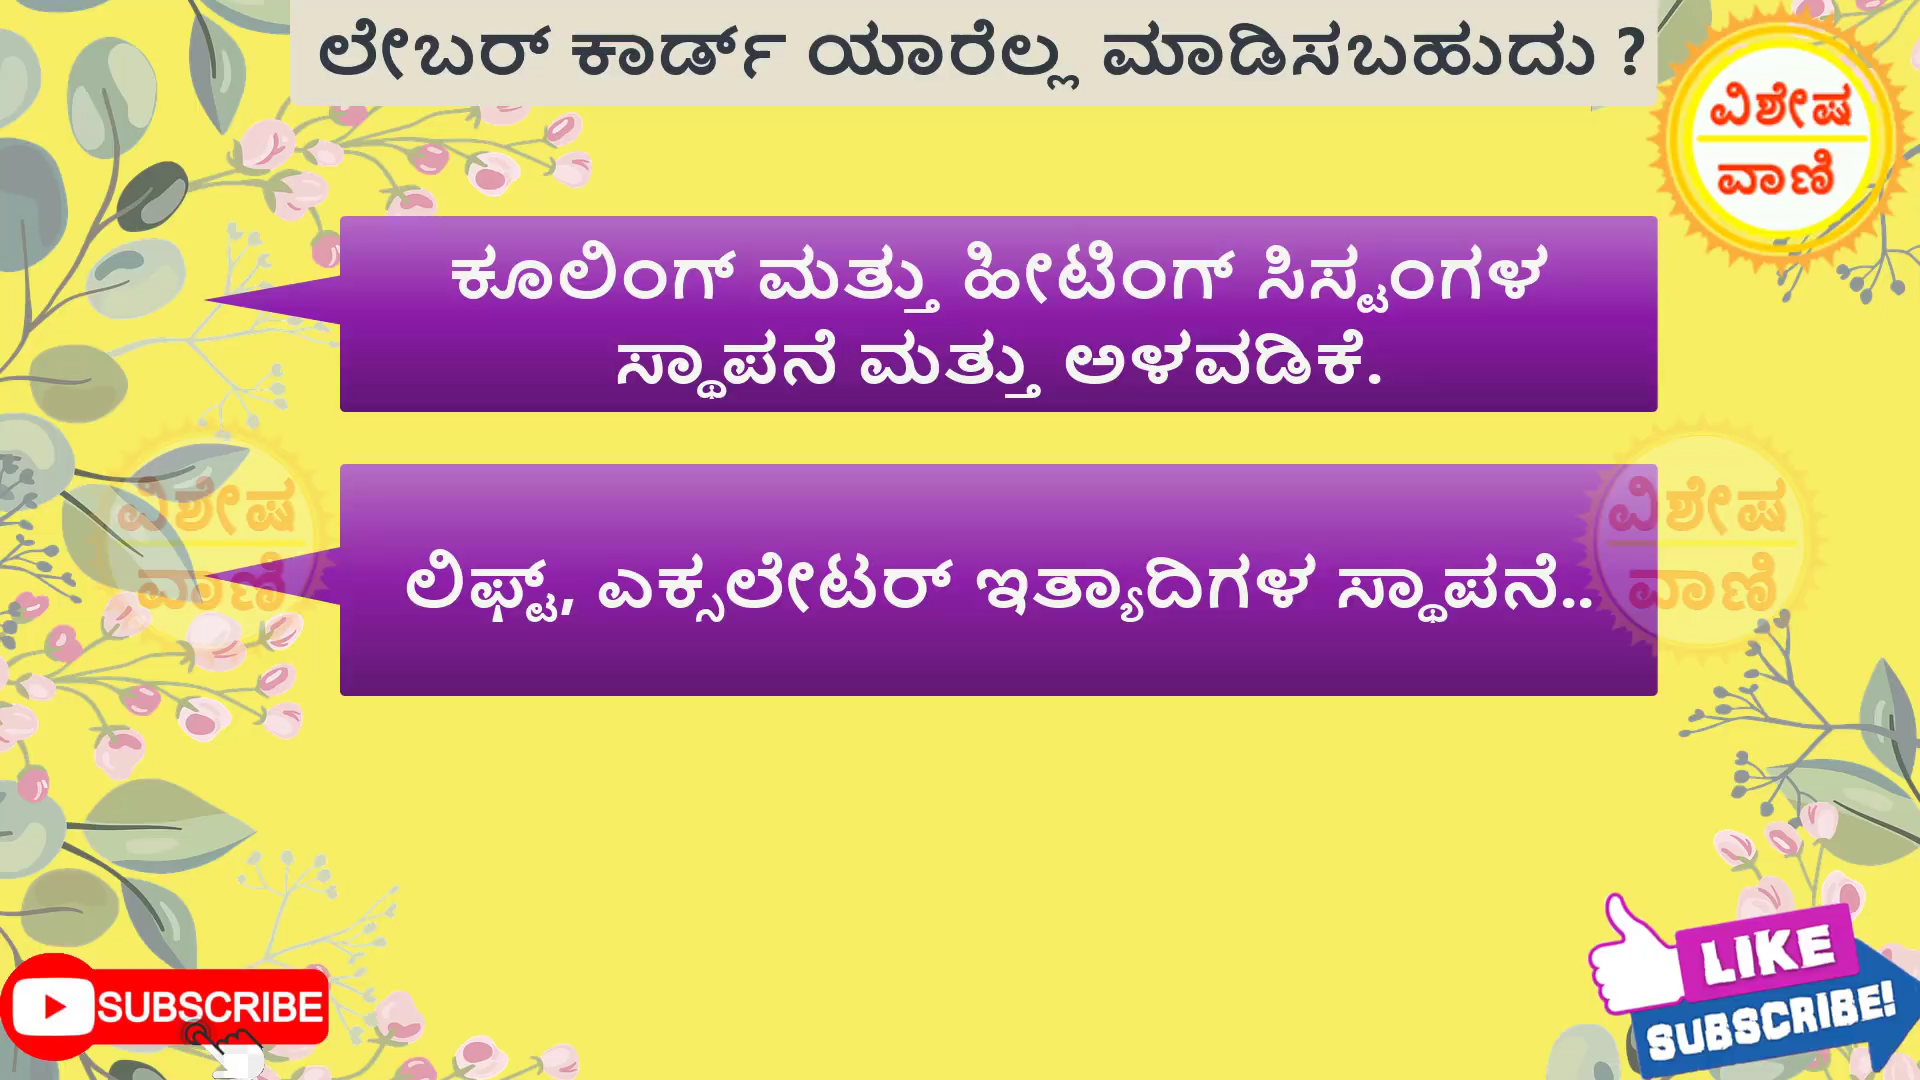 ಲೇಬರ್ ಕಾರ್ಡ್ ಯಾರೆಲ್ಲ ಮಾಡಿಸಬಹುದು ?
ವಿಶೇಷ
ವಾಣಿ
ಕೂಲಿಂಗ್ ಮತ್ತು ಹೀಟಿಂಗ್ ಸಿಸ್ಟಂಗಳ
ಸ್ಥಾಪನೆ ಮತ್ತು ಅಳವಡಿಕೆ.
ವಿಶೇಷ
ವಾಣಿ
ಲಿಫ್ಟ್, ಎಕ್ಸಲೇಟರ್ ಇತ್ಯಾದಿಗಳ ಸ್ಥಾಪನೆ..
ವಿಶೇಷ
ವಾಣಿ
SUBSCRIBE
LIKE
SUBSCRIBE!